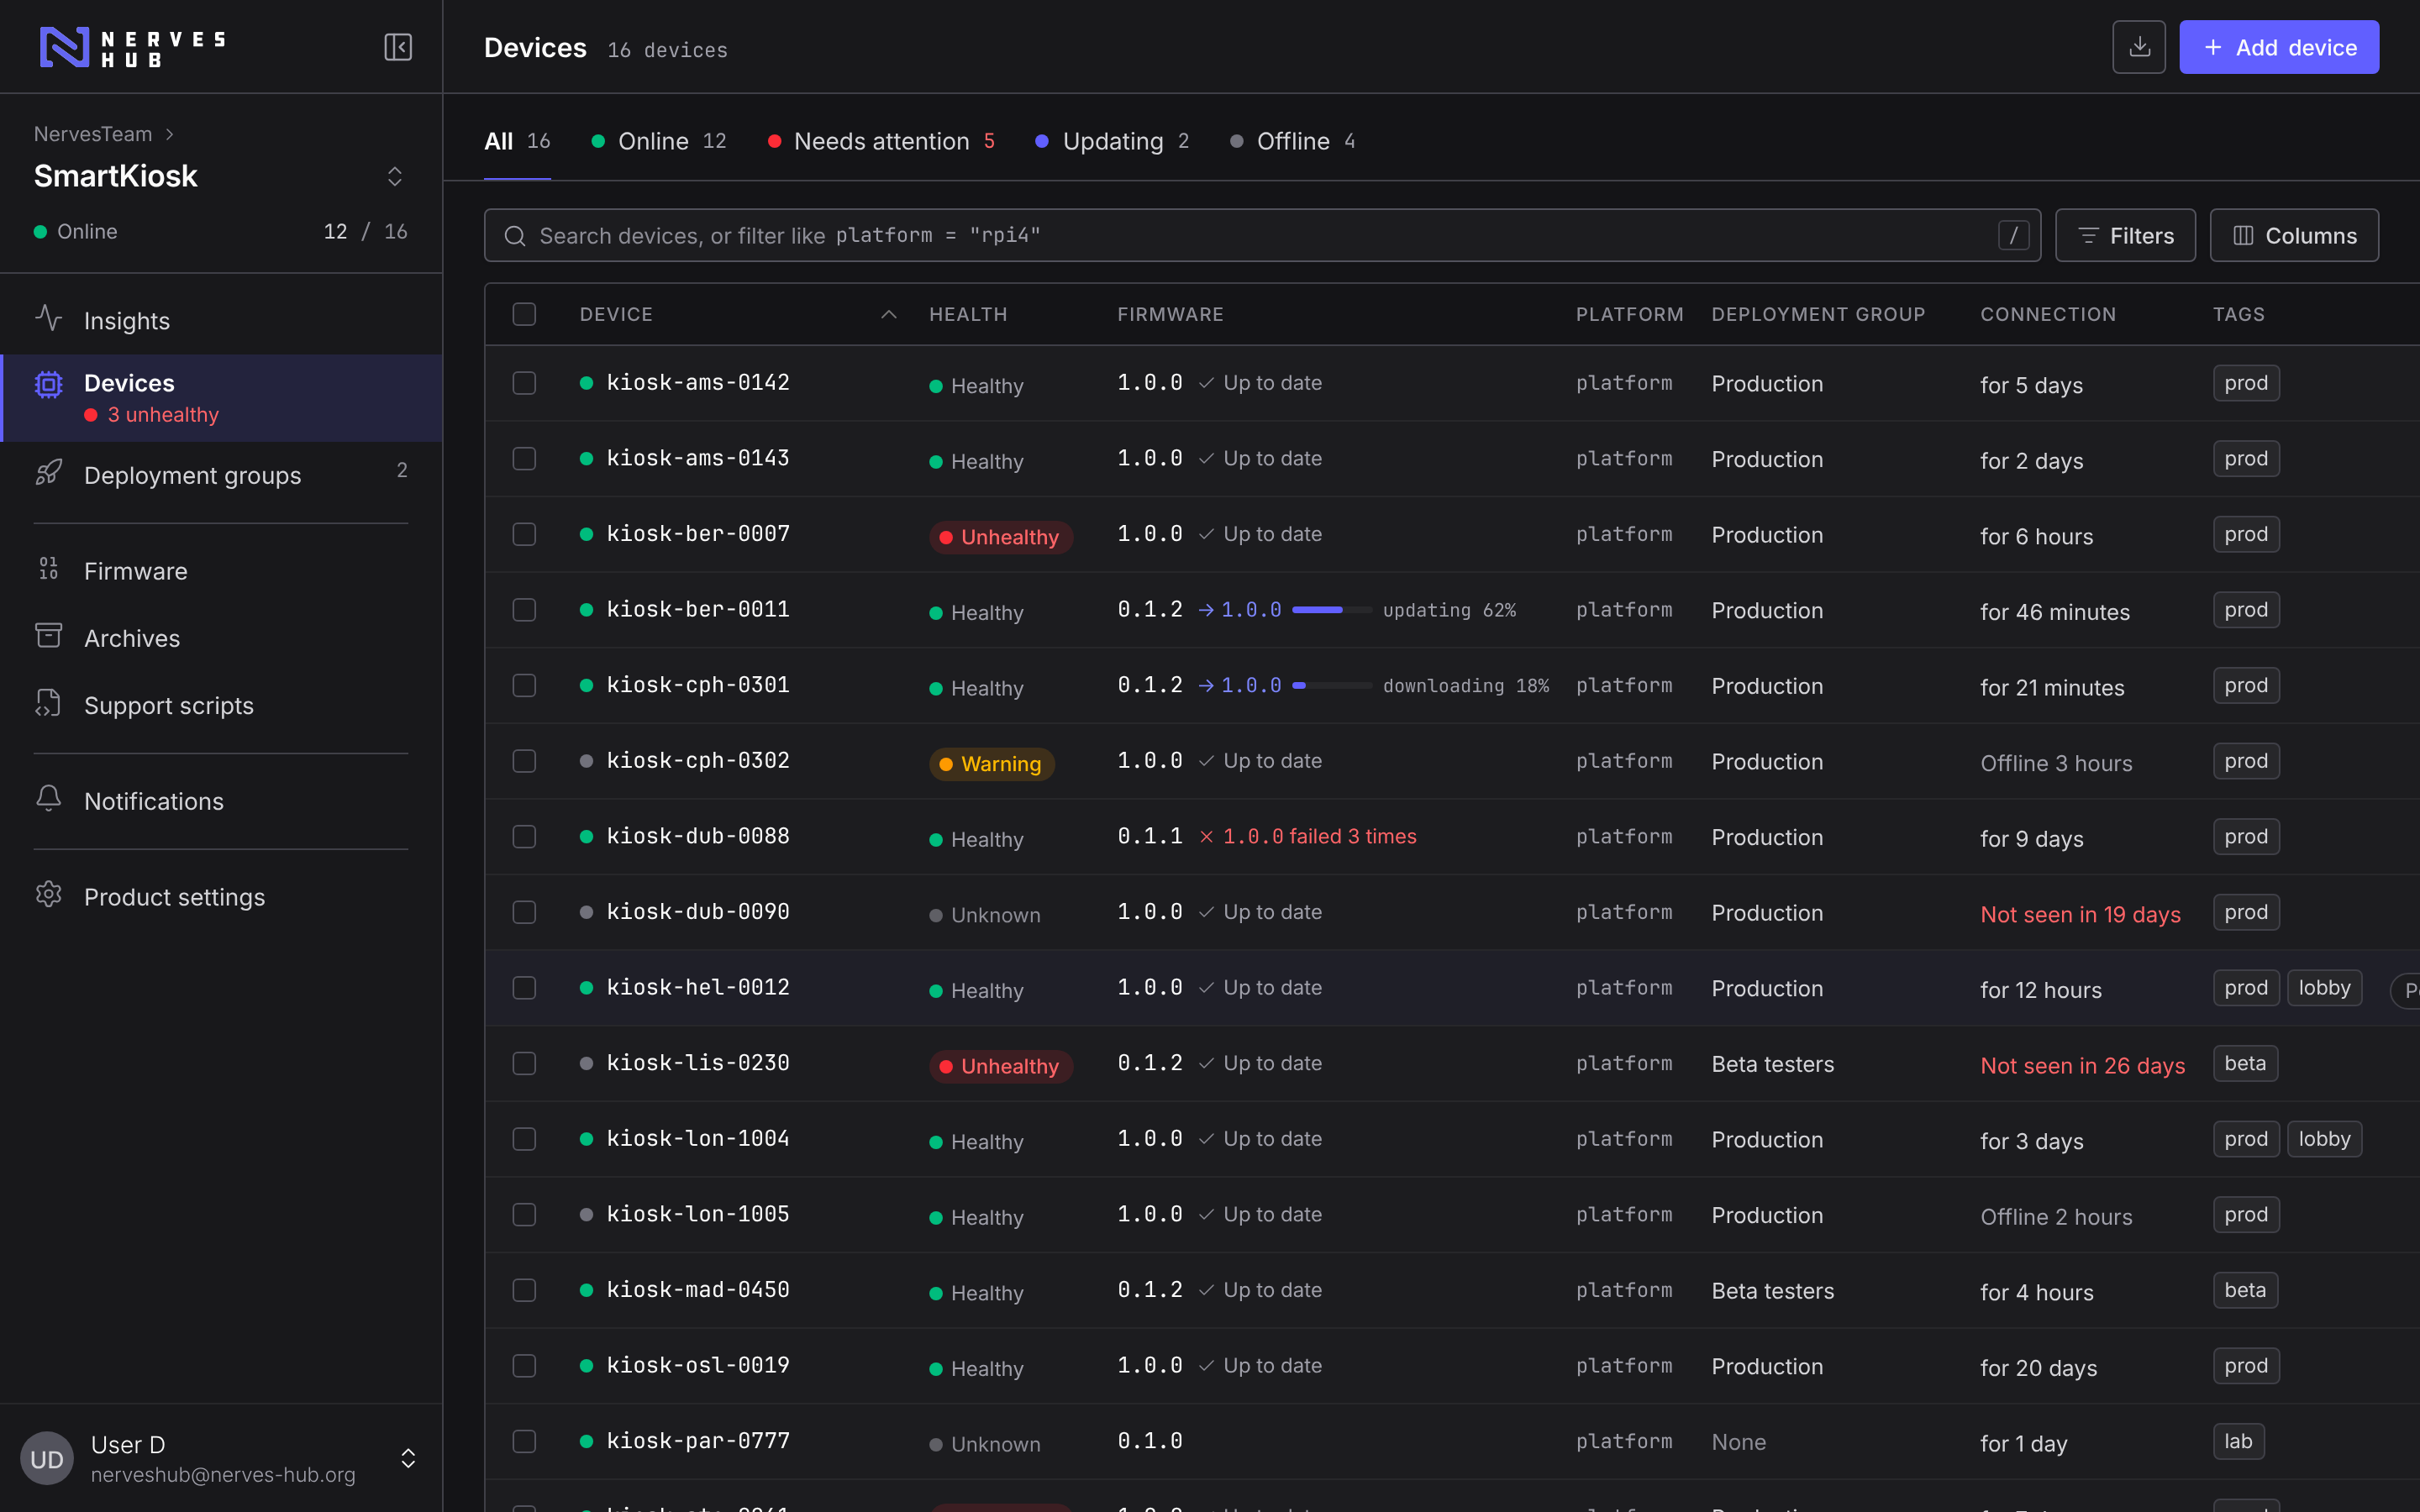 NERVES
HUB
NervesTeam
SmartKiosk
Online 12 / 16
Insights
Devices
3 unhealthy
Deployment groups 2
Firmware
Archives
Support scripts
Notifications
Product settings
UD
User D
nerveshub@nerves-hub.org
Devices 16 devices
+ Add device
All 16 Online 12 Needs attention 5 Updating 2 Offline 4
Search devices, or filter like platform = "rpi4" / Filters Columns
DEVICE HEALTH FIRMWARE PLATFORM DEPLOYMENT GROUP CONNECTION TAGS
kiosk-ams-0142 Healthy 1.0.0 ✓ Up to date platform Production for 5 days prod
kiosk-ams-0143 Healthy 1.0.0 ✓ Up to date platform Production for 2 days prod
kiosk-ber-0007 Unhealthy 1.0.0 ✓ Up to date platform Production for 6 hours prod
kiosk-ber-0011 Healthy 0.1.2 → 1.0.0 updating 62% platform Production for 46 minutes prod
kiosk-cph-0301 Healthy 0.1.2 → 1.0.0 downloading 18% platform Production for 21 minutes prod
kiosk-cph-0302 Warning 1.0.0 ✓ Up to date platform Production Offline 3 hours prod
kiosk-dub-0088 Healthy 0.1.1 × 1.0.0 failed 3 times platform Production for 9 days prod
kiosk-dub-0090 Unknown 1.0.0 ✓ Up to date platform Production Not seen in 19 days prod
kiosk-hel-0012 Healthy 1.0.0 ✓ Up to date platform Production for 12 hours prod lobby
kiosk-lis-0230 Unhealthy 0.1.2 ✓ Up to date platform Beta testers Not seen in 26 days beta
kiosk-lon-1004 Healthy 1.0.0 ✓ Up to date platform Production for 3 days prod lobby
kiosk-lon-1005 Healthy 1.0.0 ✓ Up to date platform Production Offline 2 hours prod
kiosk-mad-0450 Healthy 0.1.2 ✓ Up to date platform Beta testers for 4 hours beta
kiosk-osl-0019 Healthy 1.0.0 ✓ Up to date platform Production for 20 days prod
kiosk-par-0777 Unknown 0.1.0 platform None for 1 day lab